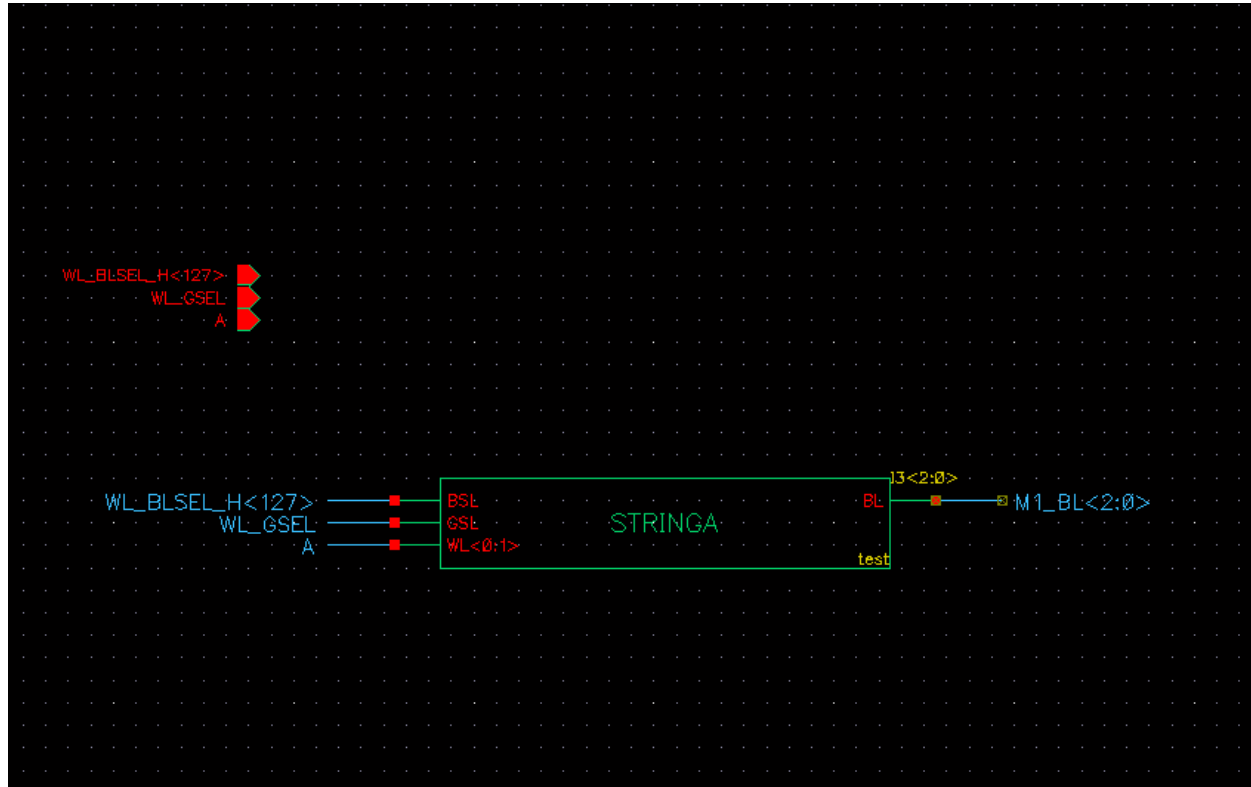 WL_BLSEL_H<127>
WL_GSEL
A
I3<2:0>
WL_BLSEL_H<127> BSL BL M1_BL<2:0>
WL_GSEL GSL STRINGA
A WL<0:1>
test